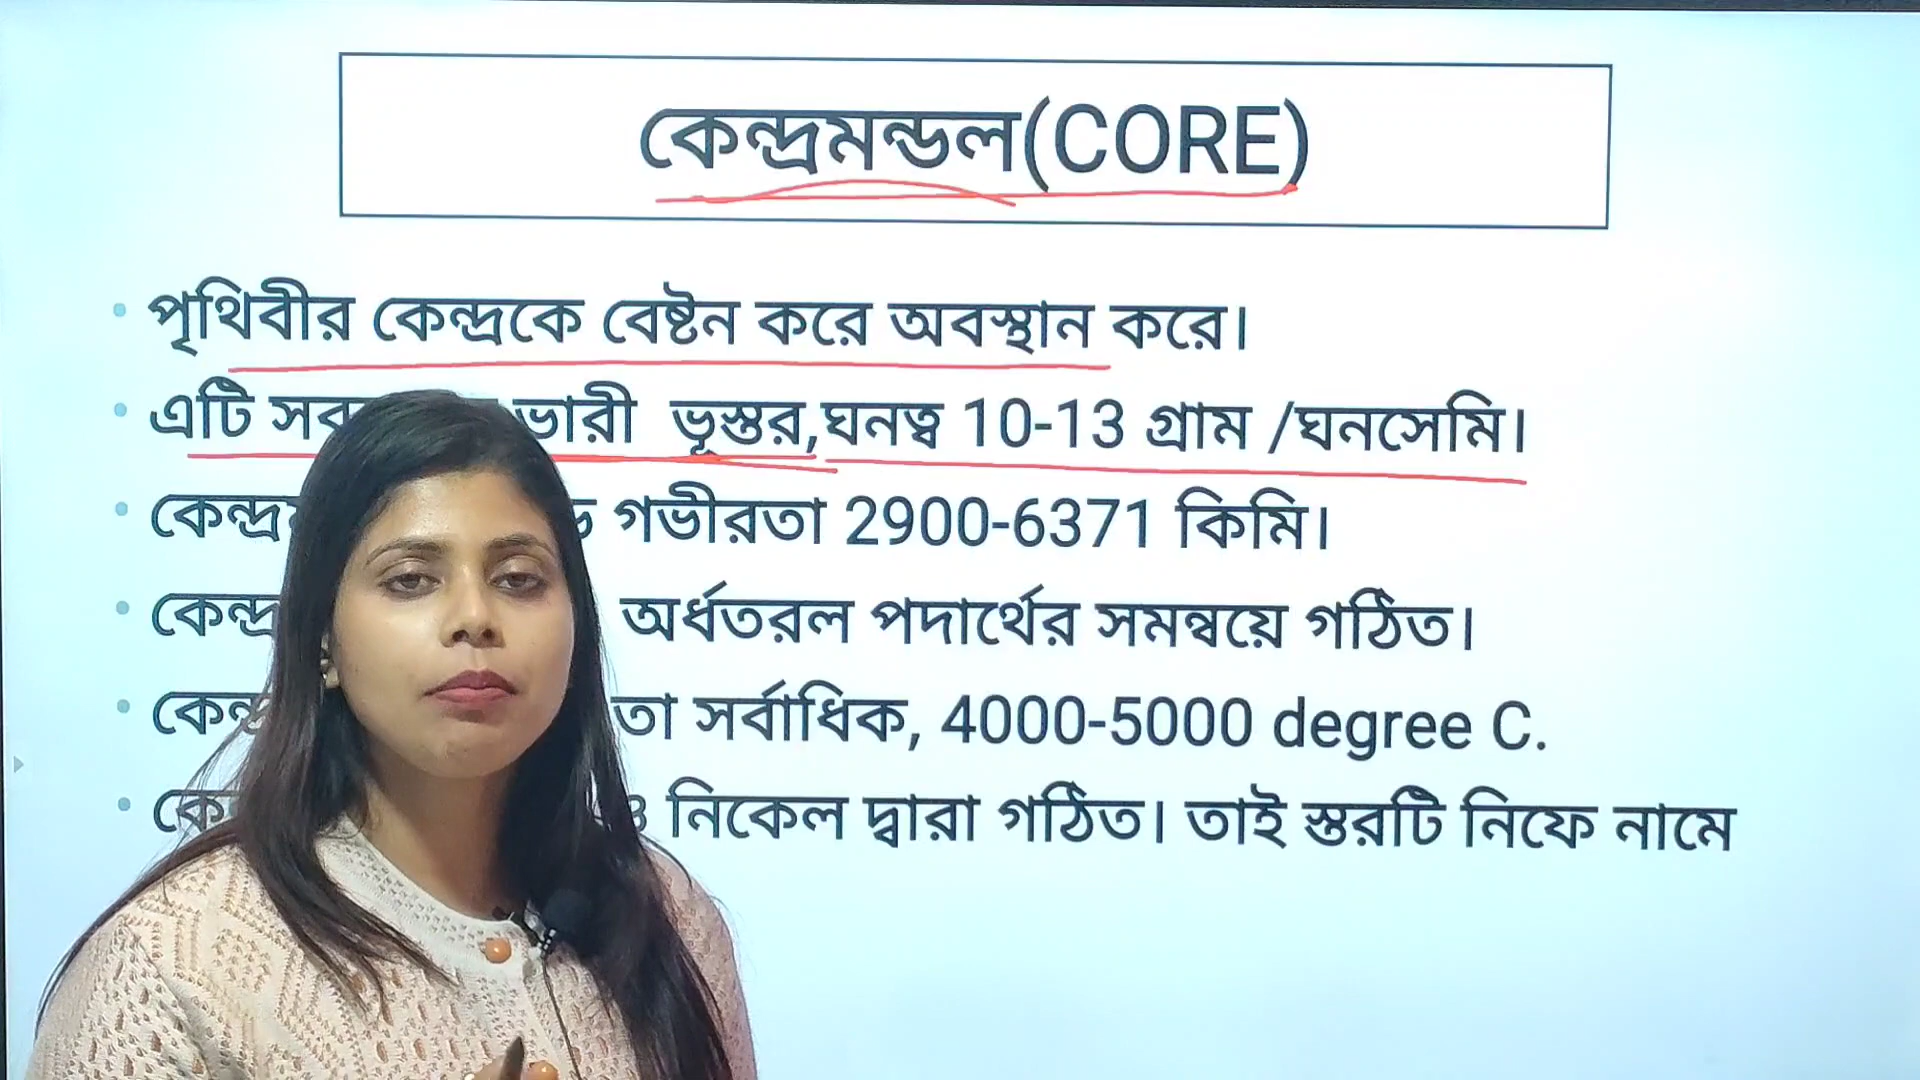 কেন্দ্রমন্ডল(CORE)
পৃথিবীর কেন্দ্রকে বেষ্টন করে অবস্থান করে।
এটি ভারী ভূস্তর,ঘনত্ব 10-13 গ্রাম /ঘনসেমি।
গভীরতা 2900-6371 কিমি।
অর্ধতরল পদার্থের সমন্বয়ে গঠিত।
সর্বাধিক, 4000-5000 degree C.
নিকেল দ্বারা গঠিত। তাই স্তরটি নিফে নামে